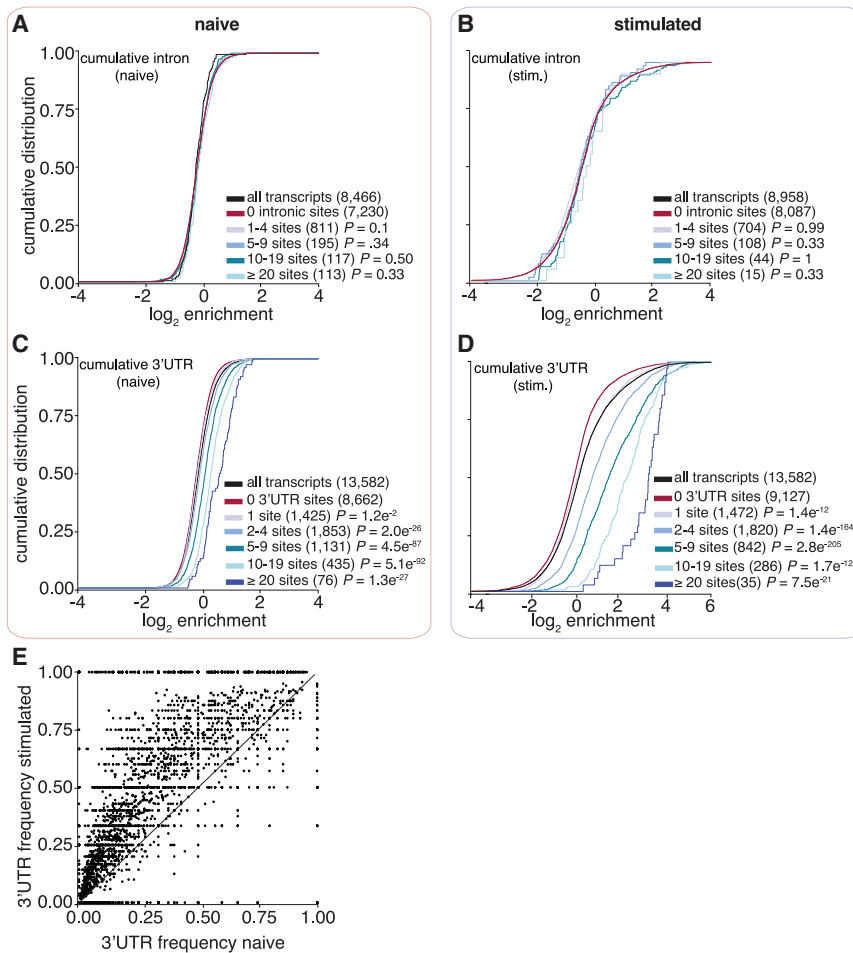 naive
stimulated
A
cumulative intron
(naive)
cumulative distribution
1.00
0.75
0.50
0.25
0.00
-4 -2 0 2 4
log2 enrichment
all transcripts (8,466)
0 intronic sites (7,230)
1-4 sites (811) P = 0.1
5-9 sites (195) P = .34
10-19 sites (117) P = 0.50
≥ 20 sites (113) P = 0.33
B
cumulative intron
(stim.)
-4 -2 0 2 4
log2 enrichment
all transcripts (8,958)
0 intronic sites (8,087)
1-4 sites (704) P = 0.99
5-9 sites (108) P = 0.33
10-19 sites (44) P = 1
≥ 20 sites (15) P = 0.33
C
cumulative 3'UTR
(naive)
cumulative distribution
1.00
0.75
0.50
0.25
0.00
-4 -2 0 2 4
log2 enrichment
all transcripts (13,582)
0 3'UTR sites (8,662)
1 site (1,425) P = 1.2e-2
2-4 sites (1,853) P = 2.0e-26
5-9 sites (1,131) P = 4.5e-87
10-19 sites (435) P = 5.1e-92
≥ 20 sites (76) P = 1.3e-27
D
cumulative 3'UTR
(stim.)
-4 -2 0 2 4 6
log2 enrichment
all transcripts (13,582)
0 3'UTR sites (9,127)
1 site (1,472) P = 1.4e-12
2-4 sites (1,820) P = 1.4e-164
5-9 sites (842) P = 2.8e-205
10-19 sites (286) P = 1.7e-12
≥ 20 sites(35) P = 7.5e-21
E
3'UTR frequency stimulated
1.00
0.75
0.50
0.25
0.00
0.00 0.25 0.50 0.75 1.00
3'UTR frequency naive